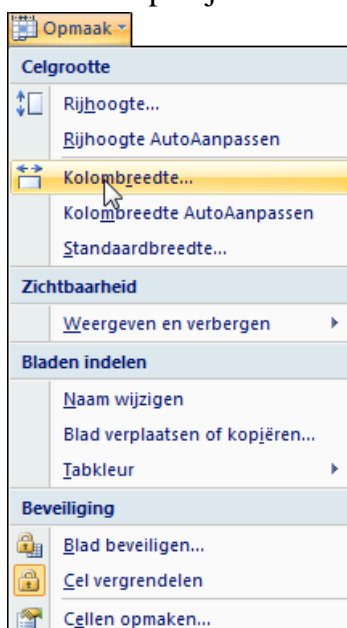 Opmaak
Celgrootte
Rijhoogte...
Rijhoogte AutoAanpassen
Kolombreedte...
Kolombreedte AutoAanpassen
Standaardbreedte...
Zichtbaarheid
Weergeven en verbergen
Bladen indelen
Naam wijzigen
Blad verplaatsen of kopiëren...
Tabkleur
Beveiliging
Blad beveiligen...
Cel vergrendelen
Cellen opmaken...